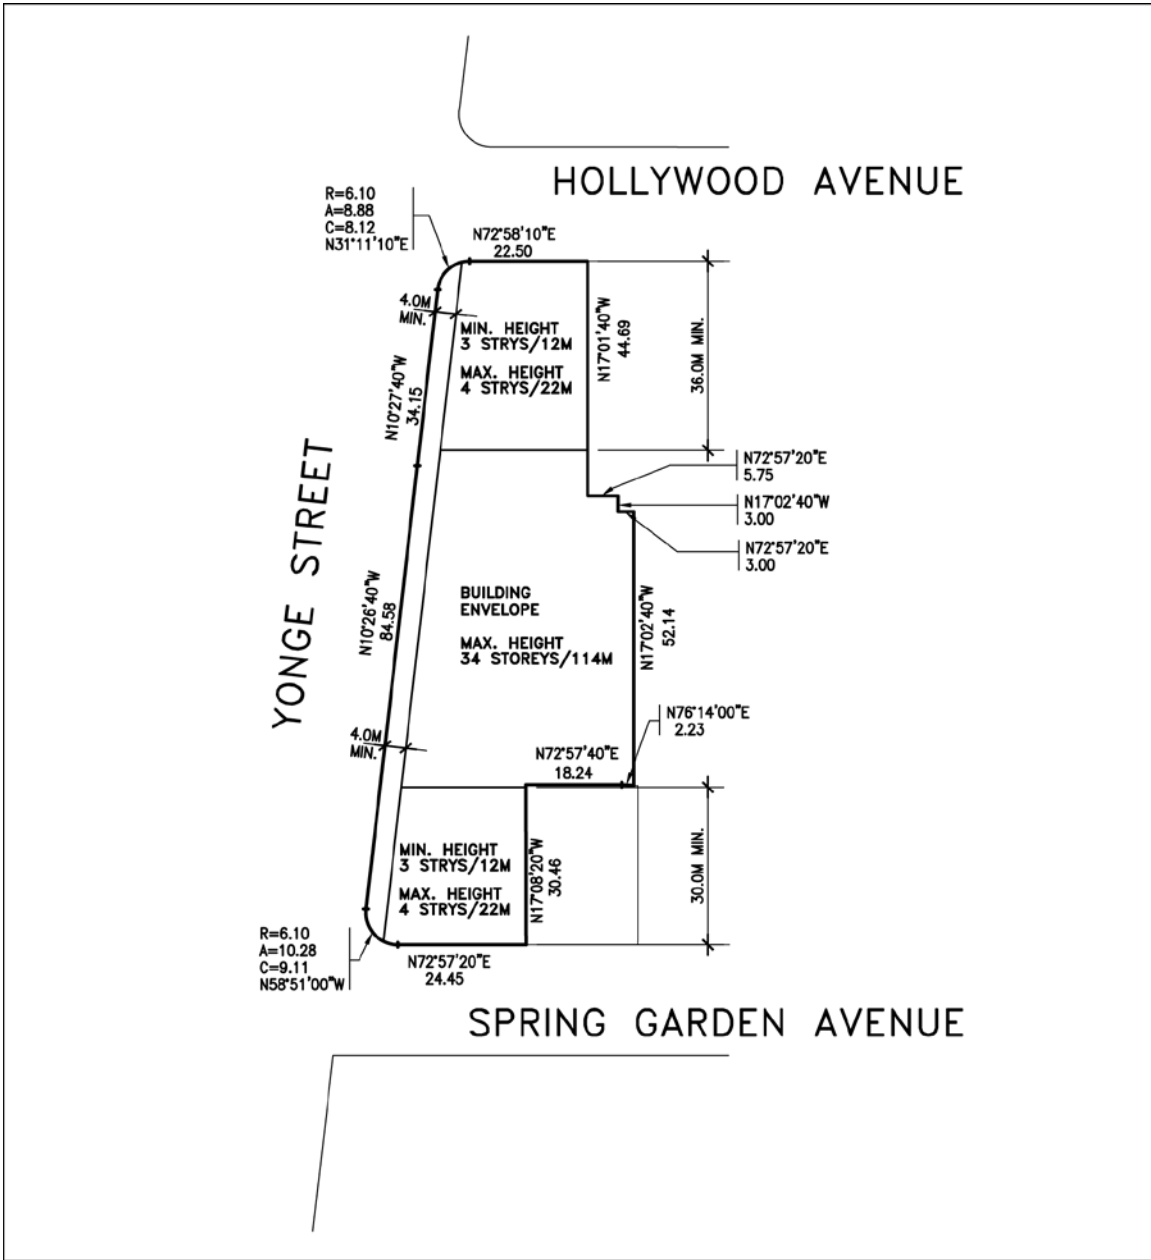 HOLLYWOOD AVENUE
R=6.10
A=8.88
C=8.12
N31°11'10"E
N72°58'10"E
22.50
4.0M
MIN.
MIN. HEIGHT
3 STRYS/12M
MAX. HEIGHT
4 STRYS/22M
N17°01'40"W
44.69
36.0M MIN.
N10°27'40"W
34.15
N72°57'20"E
5.75
N17°02'40"W
3.00
N72°57'20"E
3.00
YONGE STREET
N10°26'40"W
84.58
BUILDING
ENVELOPE
MAX. HEIGHT
34 STOREYS/114M
N17°02'40"W
52.14
N76°14'00"E
2.23
4.0M
MIN.
N72°57'40"E
18.24
MIN. HEIGHT
3 STRYS/12M
MAX. HEIGHT
4 STRYS/22M
N17°08'20"W
30.46
30.0M MIN.
R=6.10
A=10.28
C=9.11
N58°51'00"W
N72°57'20"E
24.45
SPRING GARDEN AVENUE